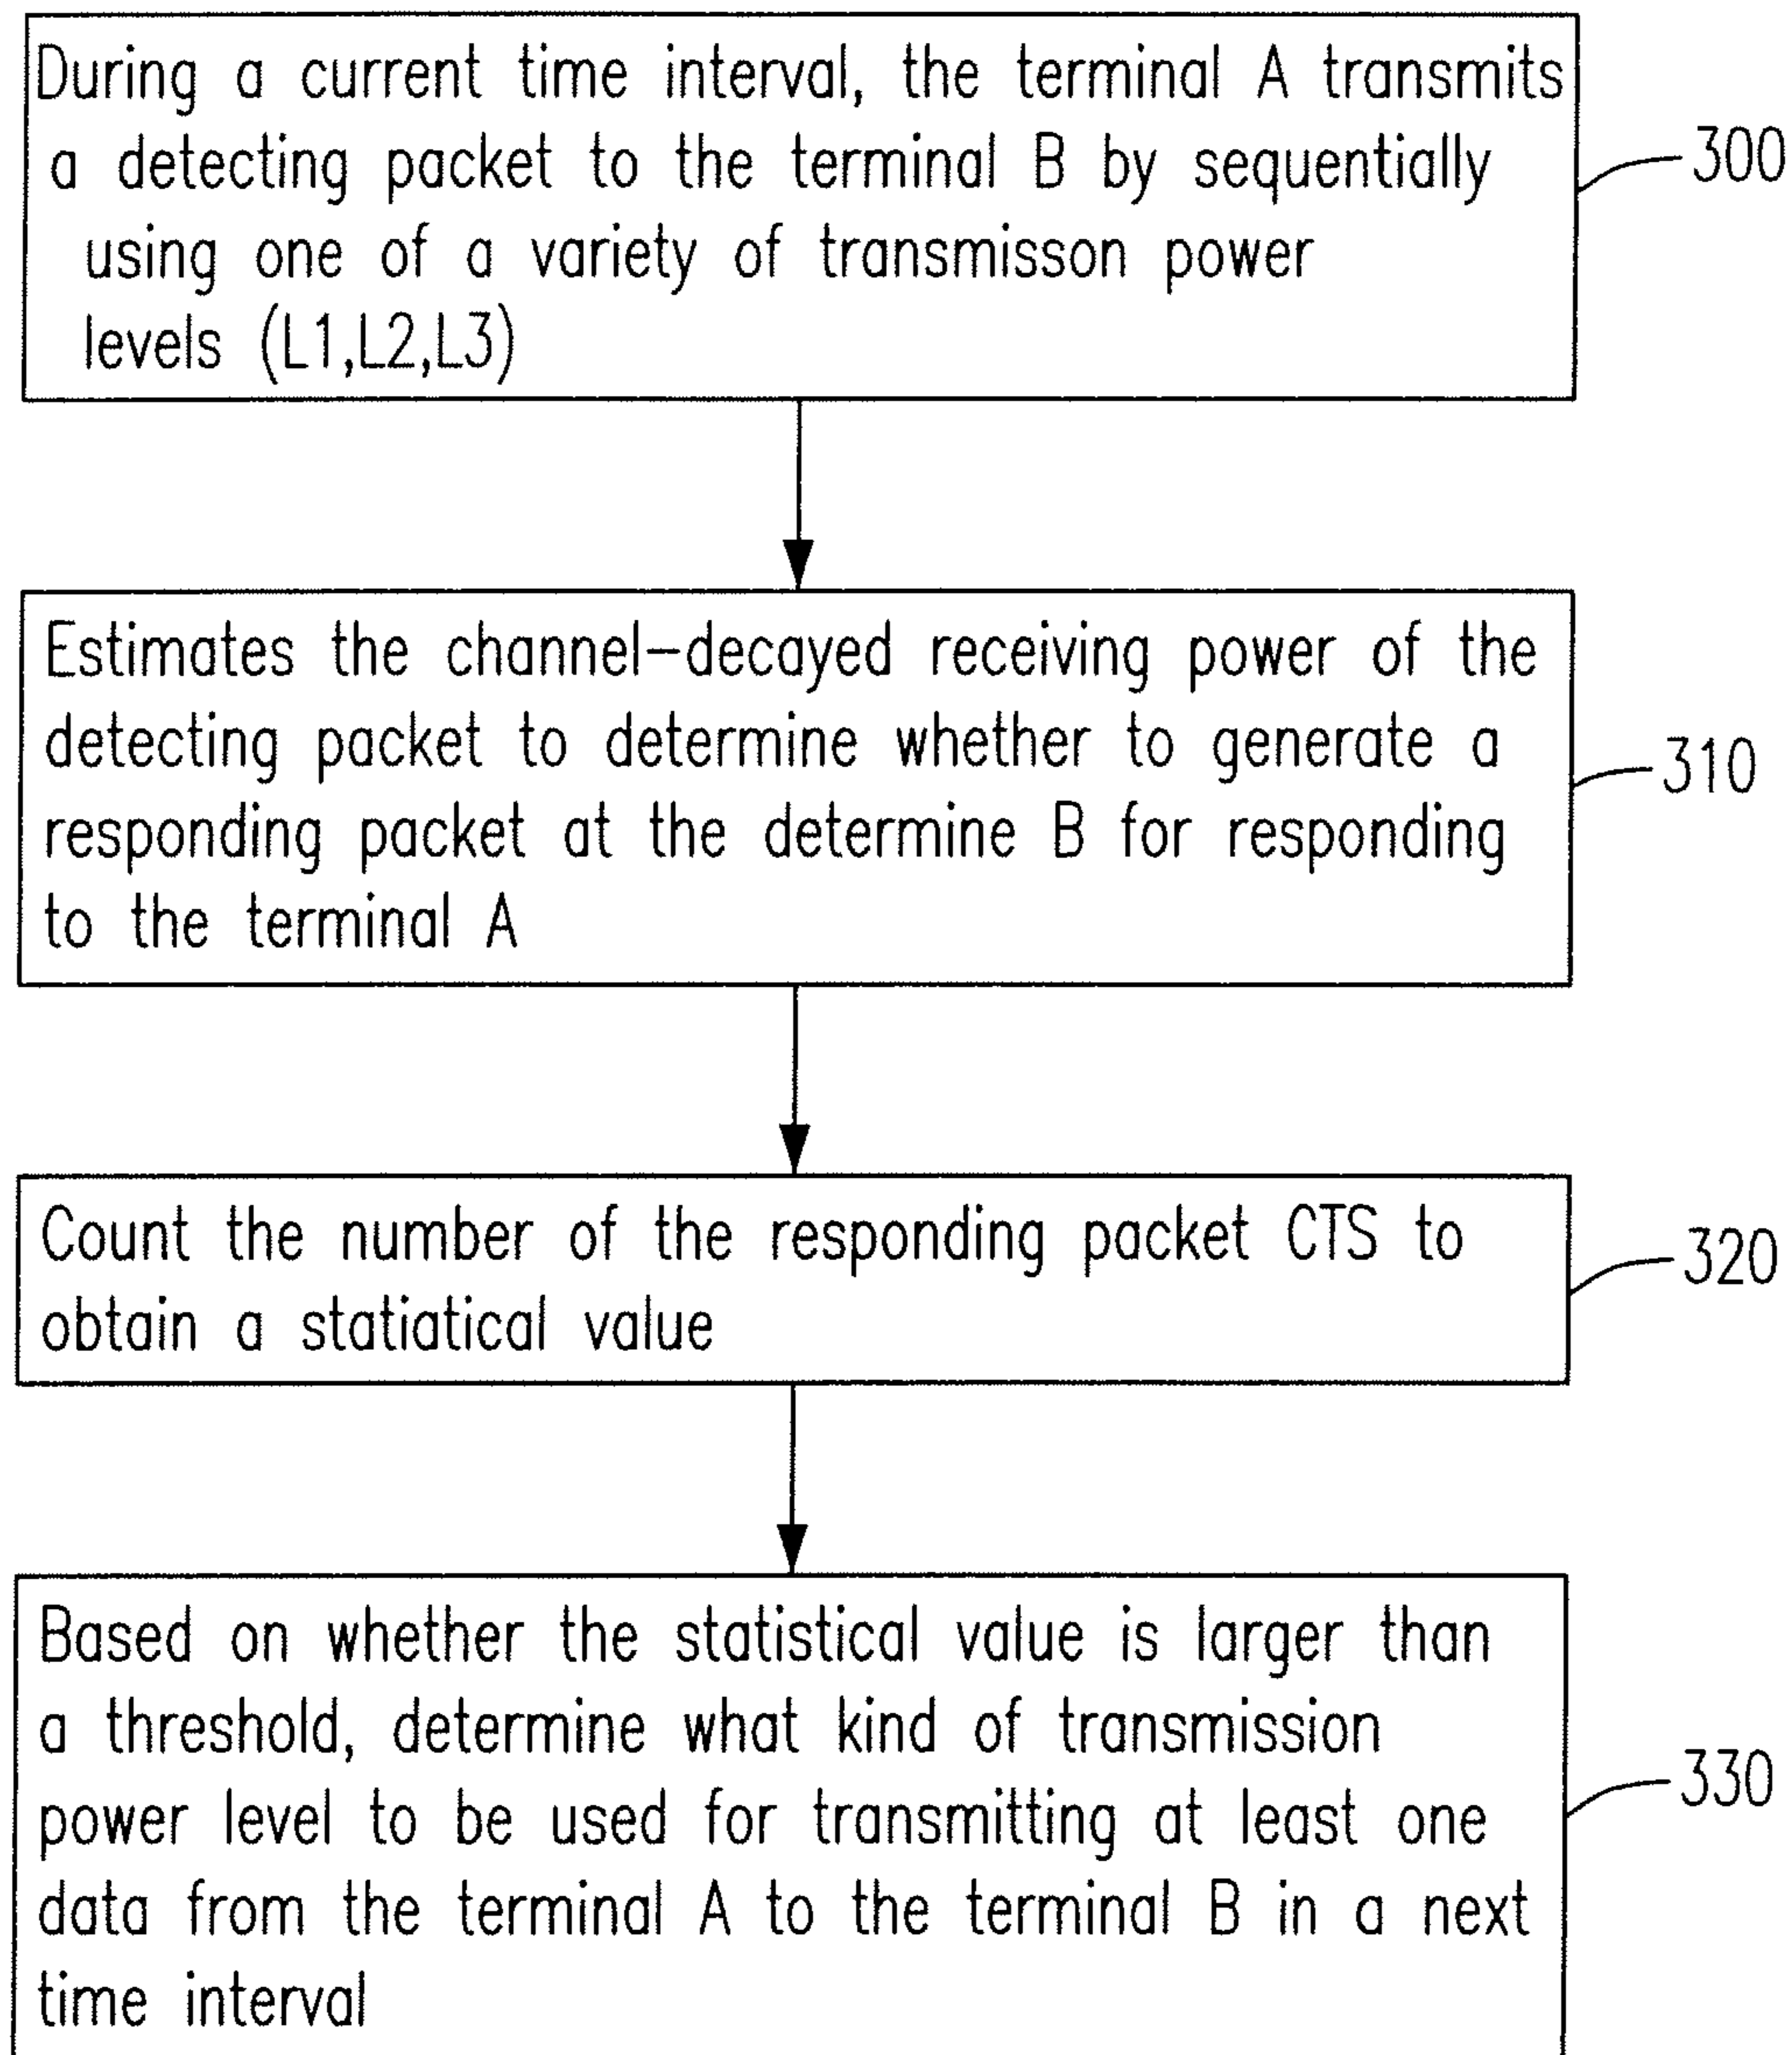 During a current time interval, the terminal A transmits
a detecting packet to the terminal B by sequentially
using one of a variety of transmisson power
levels (L1,L2,L3)
300
Estimates the channel-decayed receiving power of the
detecting packet to determine whether to generate a
responding packet at the determine B for responding
to the terminal A
310
Count the number of the responding packet CTS to
obtain a statiatical value
320
Based on whether the statistical value is larger than
a threshold, determine what kind of transmission
power level to be used for transmitting at least one
data from the terminal A to the terminal B in a next
time interval
330